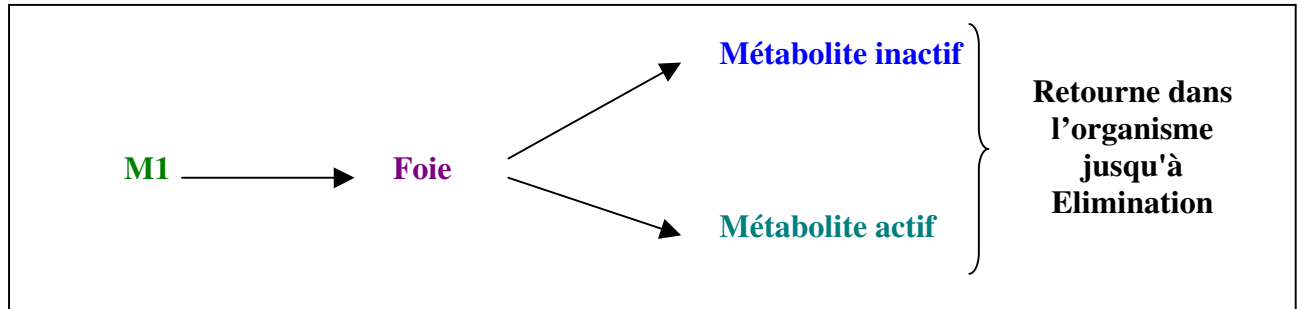 Métabolite inactif
Retourne dans
l’organisme
jusqu'à
Elimination
M1
Foie
Métabolite actif